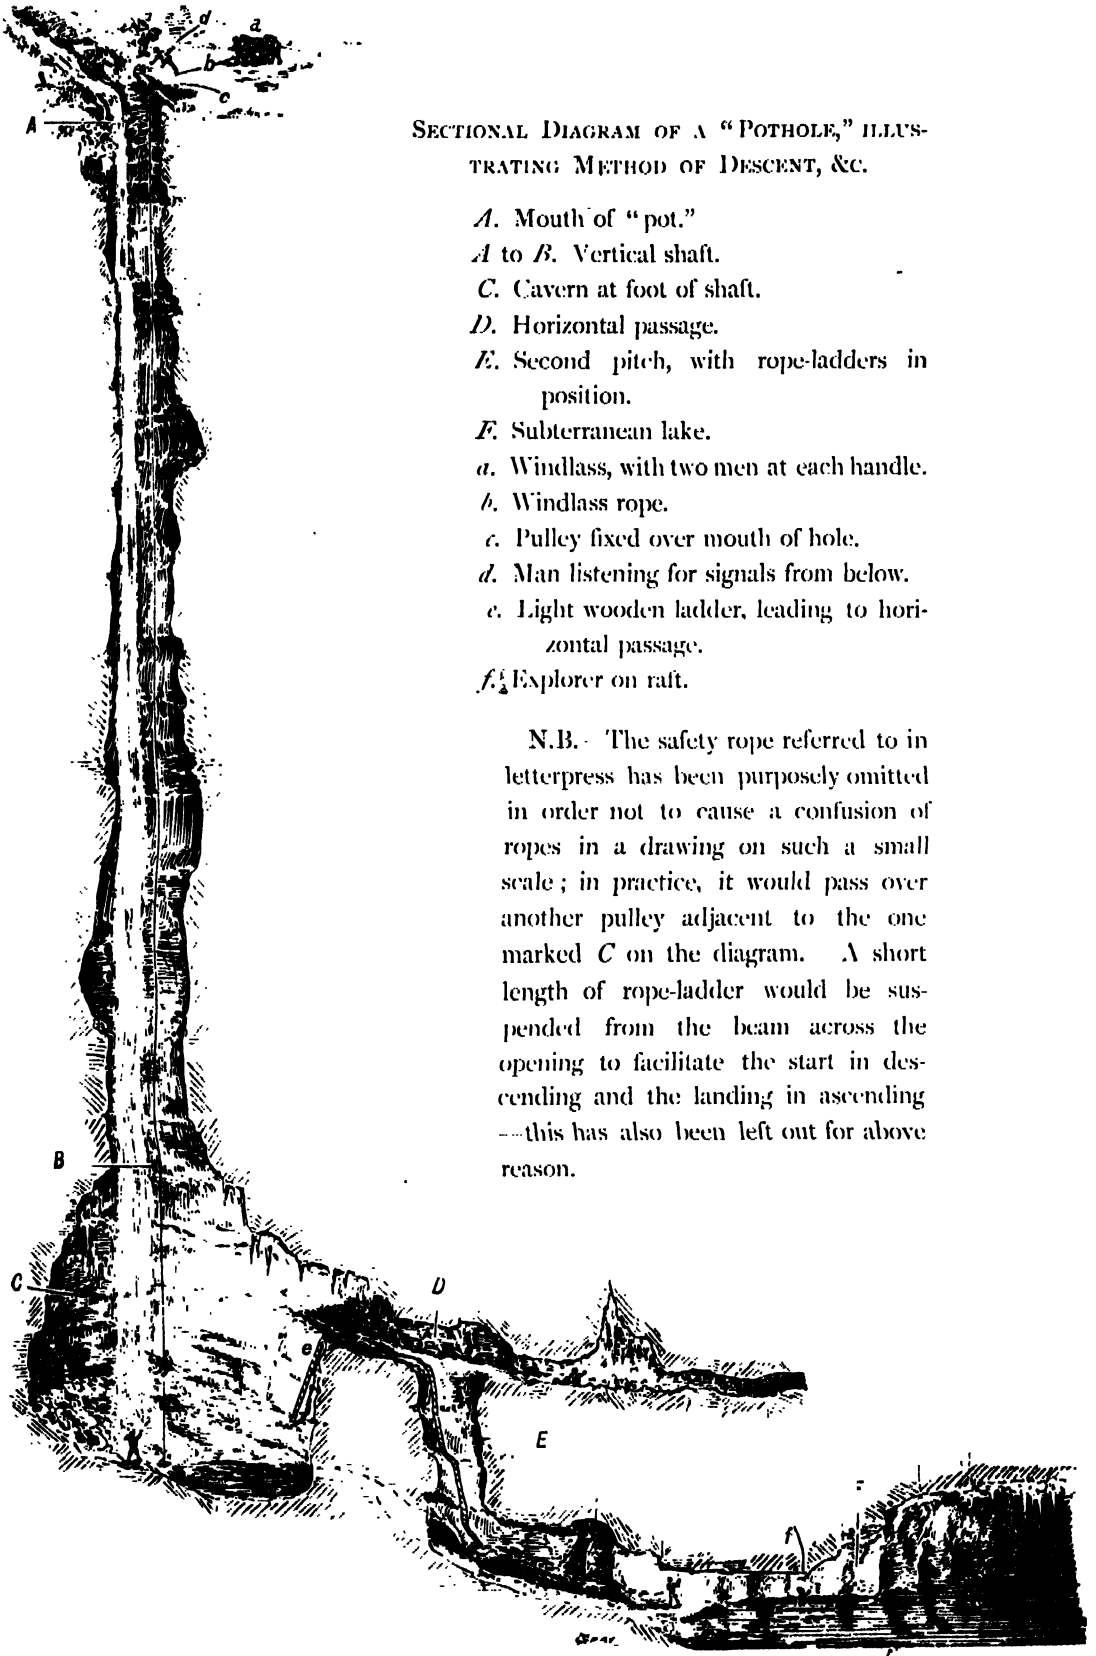 d
a
b
c
A
SECTIONAL DIAGRAM OF A “POTHOLE,” ILLUS-
TRATING METHOD OF DESCENT, &C.
A. Mouth of “pot.”
A to B. Vertical shaft.
C. Cavern at foot of shaft.
D. Horizontal passage.
E. Second pitch, with rope-ladders in
position.
F. Subterranean lake.
a. Windlass, with two men at each handle.
b. Windlass rope.
c. Pulley fixed over mouth of hole.
d. Man listening for signals from below.
e. Light wooden ladder, leading to hori-
zontal passage.
f. Explorer on raft.
N.B.- The safety rope referred to in
letterpress has been purposely omitted
in order not to cause a confusion of
ropes in a drawing on such a small
scale; in practice, it would pass over
another pulley adjacent to the one
marked C on the diagram. A short
length of rope-ladder would be sus-
pended from the beam across the
opening to facilitate the start in des-
cending and the landing in ascending
—this has also been left out for above
reason.
B
C
D
e
E
f